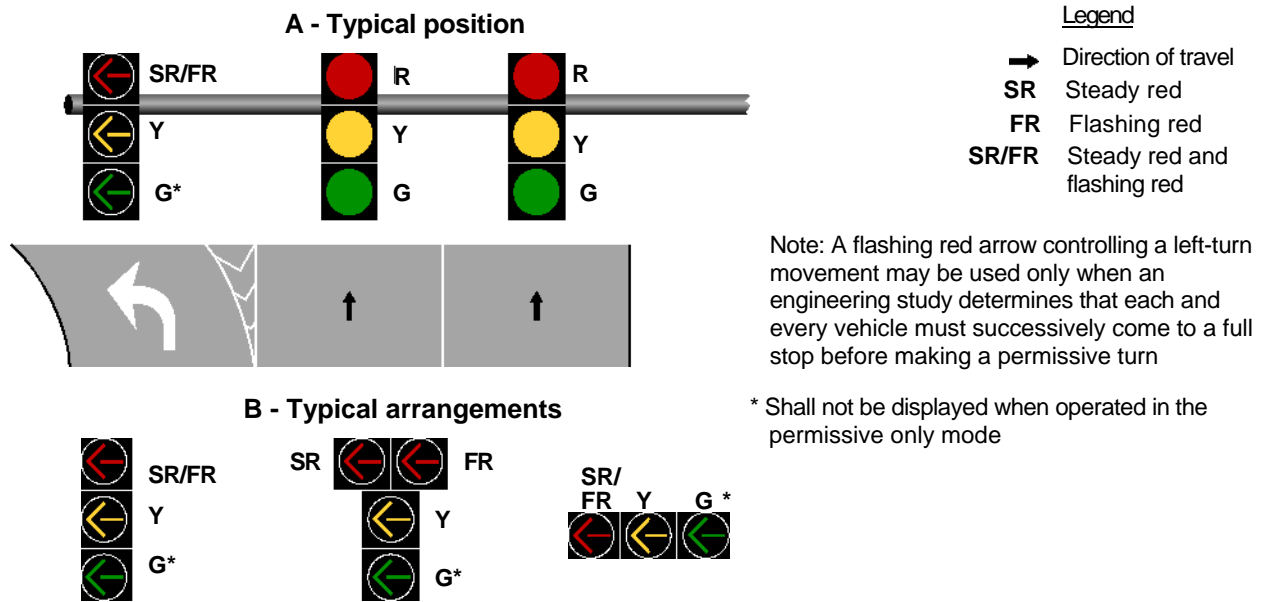 A - Typical position
SR/FR
R
R
Y
Y
Y
G*
G
G
Legend
Direction of travel
SR Steady red
FR Flashing red
SR/FR Steady red and
flashing red
Note: A flashing red arrow controlling a left-turn
movement may be used only when an
engineering study determines that each and
every vehicle must successively come to a full
stop before making a permissive turn
* Shall not be displayed when operated in the
permissive only mode
B - Typical arrangements
SR/FR
Y
G*
SR
FR
Y
G*
SR/
FR Y G *